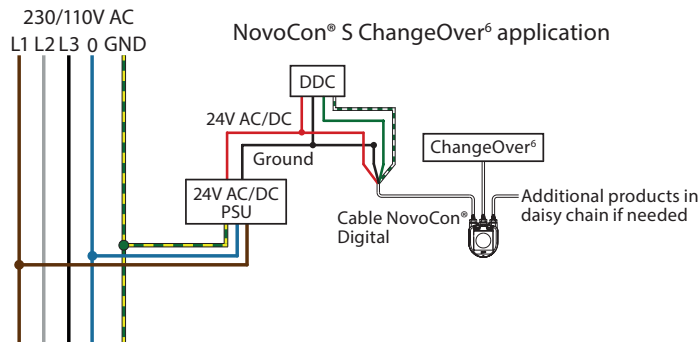 230/110V AC
L1 L2 L3 0 GND
NovoCon® S ChangeOver⁶ application
DDC
24V AC/DC
Ground
24V AC/DC
PSU
ChangeOver⁶
Cable NovoCon®
Digital
Additional products in
daisy chain if needed